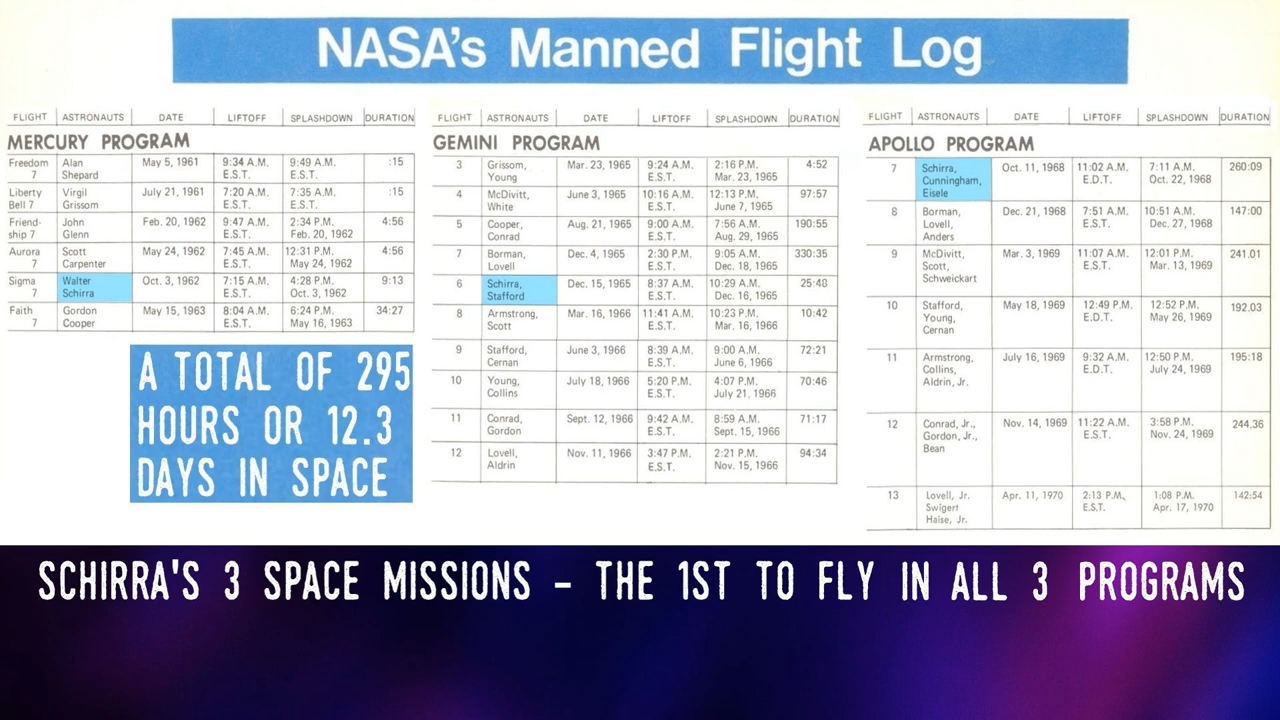 NASA's Manned Flight Log
FLIGHT ASTRONAUTS DATE LIFTOFF SPLASHDOWN DURATION
MERCURY PROGRAM
Freedom Alan May 5, 1961 9:34 A.M. 9:49 A.M. :15
7 Shepard E.S.T. E.S.T.
Liberty Virgil July 21, 1961 7:20 A.M. 7:35 A.M. :15
Bell 7 Grissom E.S.T. E.S.T.
Friend- John Feb. 20, 1962 9:47 A.M. 2:34 P.M. 4:56
ship 7 Glenn E.S.T. Feb. 20, 1962
Aurora Scott May 24, 1962 7:45 A.M. 12:31 P.M. 4:56
7 Carpenter E.S.T. May 24, 1962
Sigma Walter Oct. 3, 1962 7:15 A.M. 4:28 P.M. 9:13
7 Schirra E.S.T. Oct. 3, 1962
Faith Gordon May 15, 1963 8:04 A.M. 6:24 P.M. 34:27
7 Cooper E.S.T. May 16, 1963
A TOTAL OF 295
HOURS OR 12.3
DAYS IN SPACE
FLIGHT ASTRONAUTS DATE LIFTOFF SPLASHDOWN DURATION
GEMINI PROGRAM
3 Grissom, Mar. 23, 1965 9:24 A.M. 2:16 P.M. 4:52
Young E.S.T. Mar. 23, 1965
4 McDivitt, June 3, 1965 10:16 A.M. 12:13 P.M. 97:57
White E.S.T. June 7, 1965
5 Cooper, Aug. 21, 1965 9:00 A.M. 7:56 A.M. 190:55
Conrad E.S.T. Aug. 29, 1965
7 Borman, Dec. 4, 1965 2:30 P.M. 9:05 A.M. 330:35
Lovell E.S.T. Dec. 18, 1965
6 Schirra, Dec. 15, 1965 8:37 A.M. 10:29 A.M. 25:48
Stafford E.S.T. Dec. 16, 1965
8 Armstrong, Mar. 16, 1966 11:41 A.M. 10:23 P.M. 10:42
Scott E.S.T. Mar. 16, 1966
9 Stafford, June 3, 1966 8:39 A.M. 9:00 A.M. 72:21
Cernan E.S.T. June 6, 1966
10 Young, July 18, 1966 5:20 P.M. 4:07 P.M. 70:46
Collins E.S.T. July 21, 1966
11 Conrad, Sept. 12, 1966 9:42 A.M. 8:59 A.M. 71:17
Gordon E.S.T. Sept. 15, 1966
12 Lovell, Nov. 11, 1966 3:47 P.M. 2:21 P.M. 94:34
Aldrin E.S.T. Nov. 15, 1966
FLIGHT ASTRONAUTS DATE LIFTOFF SPLASHDOWN DURATION
APOLLO PROGRAM
7 Schirra, Oct. 11, 1968 11:02 A.M. 7:11 A.M. 260:09
Cunningham, E.D.T. Oct. 22, 1968
Eisele
8 Borman, Dec. 21, 1968 7:51 A.M. 10:51 A.M. 147:00
Lovell, E.S.T. Dec. 27, 1968
Anders
9 McDivitt, Mar. 3, 1969 11:07 A.M. 12:01 P.M. 241.01
Scott, E.S.T. Mar. 13, 1969
Schweickart
10 Stafford, May 18, 1969 12:49 P.M. 12:52 P.M. 192.03
Young, E.D.T. May 26, 1969
Cernan
11 Armstrong, July 16, 1969 9:32 A.M. 12:50 P.M. 195:18
Collins, E.D.T. July 24, 1969
Aldrin, Jr.
12 Conrad, Jr., Nov. 14, 1969 11:22 A.M. 3:58 P.M. 244.36
Gordon, Jr., E.S.T. Nov. 24, 1969
Bean
13 Lovell, Jr. Apr. 11, 1970 2:13 P.M. 1:08 P.M. 142:54
Swigert E.S.T. Apr. 17, 1970
Haise, Jr.
SCHIRRA'S 3 SPACE MISSIONS – THE 1ST TO FLY IN ALL 3 PROGRAMS